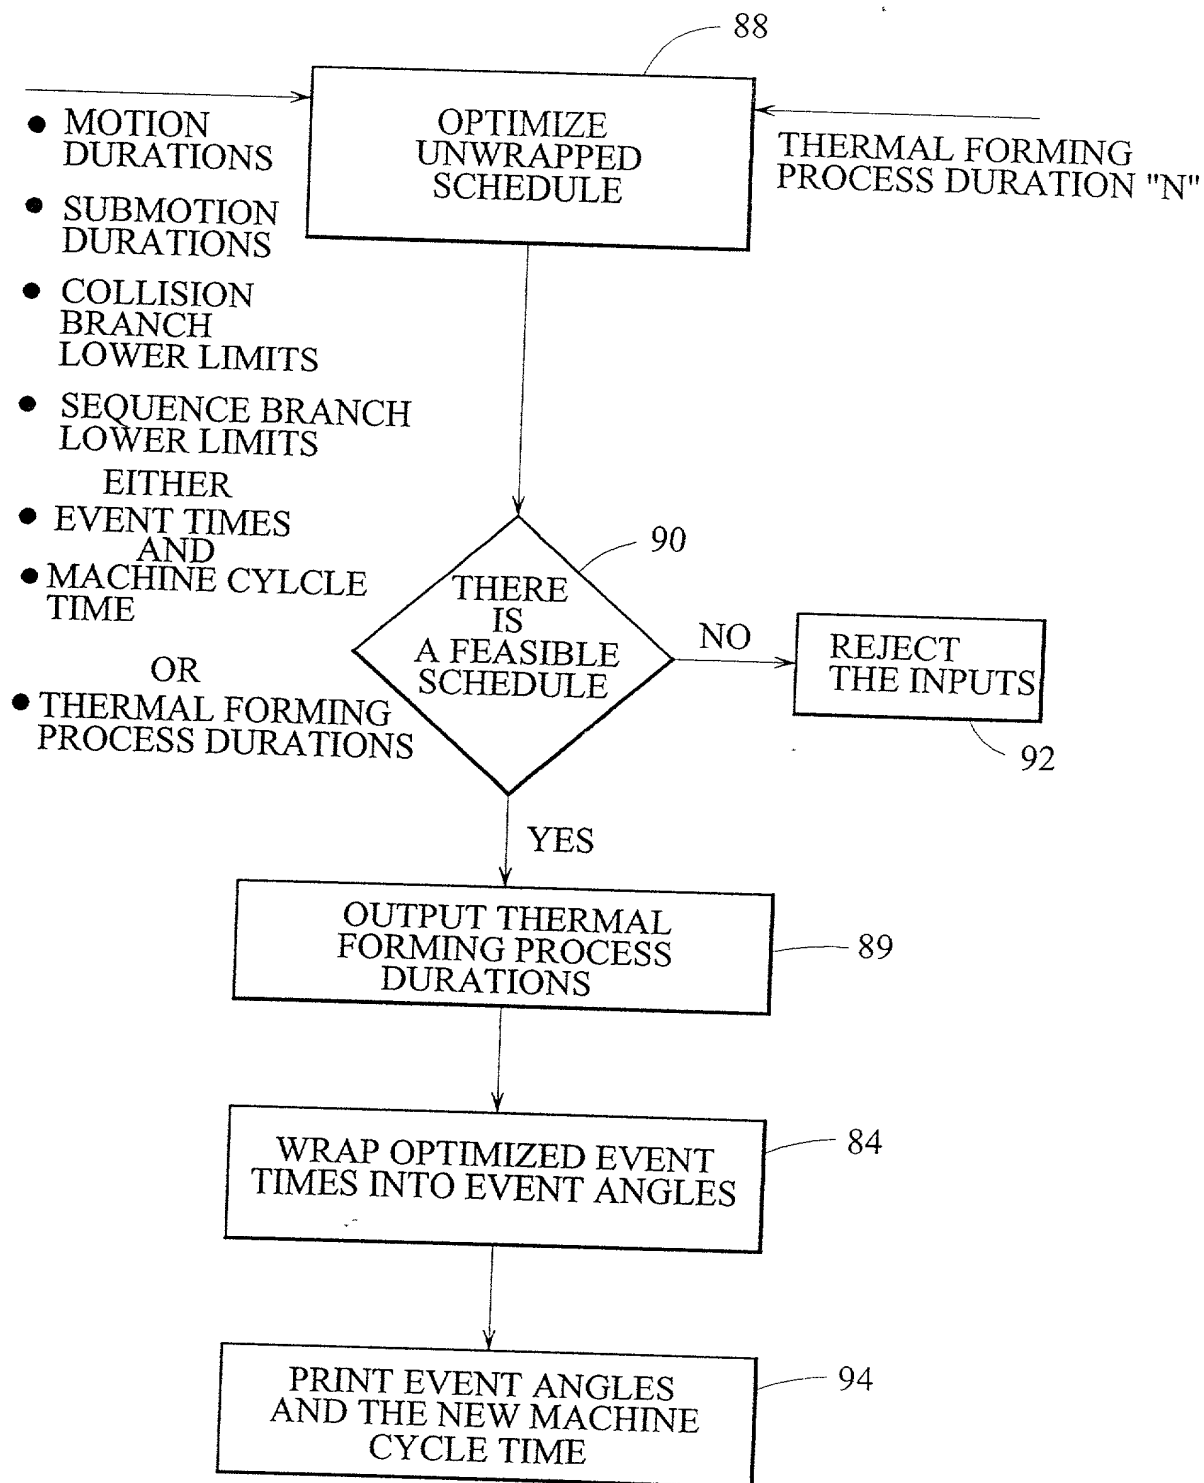 88
OPTIMIZE
UNWRAPPED
SCHEDULE
● MOTION
DURATIONS
● SUBMOTION
DURATIONS
● COLLISION
BRANCH
LOWER LIMITS
● SEQUENCE BRANCH
LOWER LIMITS
EITHER
● EVENT TIMES
AND
● MACHINE CYLCLE
TIME
OR
● THERMAL FORMING
PROCESS DURATIONS
THERMAL FORMING
PROCESS DURATION "N"
90
THERE
IS
A FEASIBLE
SCHEDULE
NO
REJECT
THE INPUTS
92
YES
OUTPUT THERMAL
FORMING PROCESS
DURATIONS
89
WRAP OPTIMIZED EVENT
TIMES INTO EVENT ANGLES
84
PRINT EVENT ANGLES
AND THE NEW MACHINE
CYCLE TIME
94